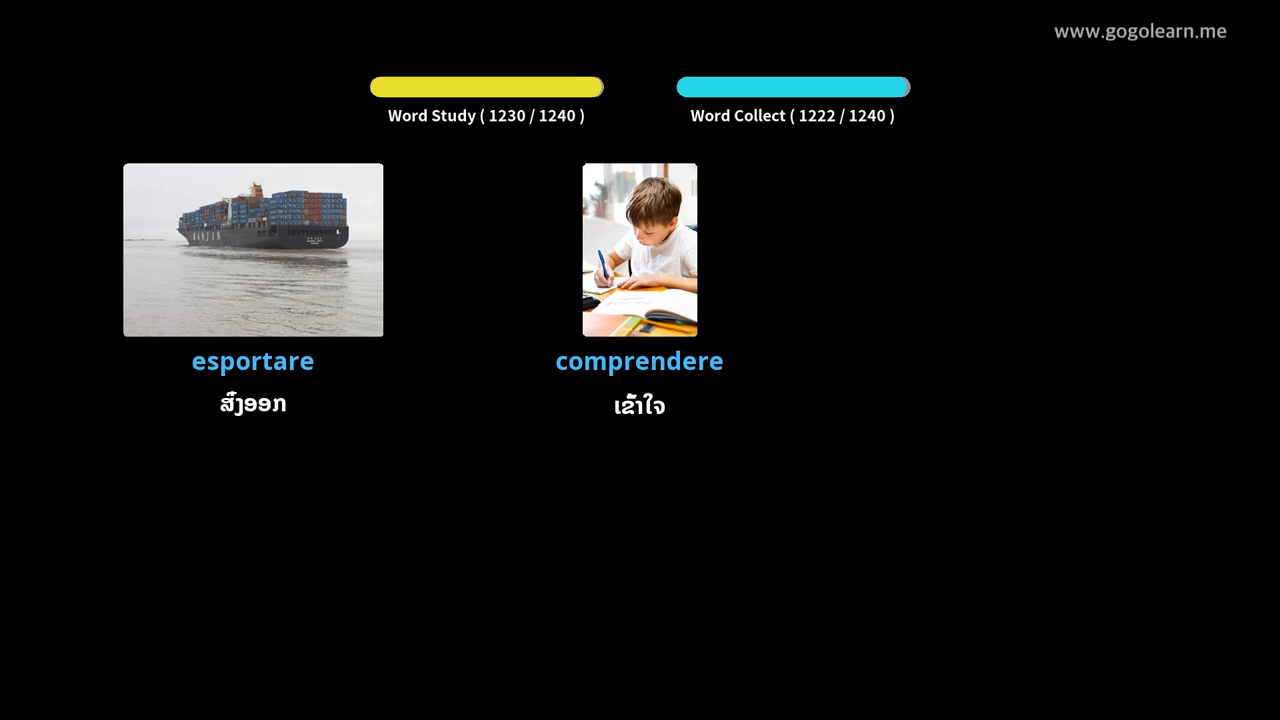 www.gogolearn.me
Word Study ( 1230 / 1240 )
Word Collect ( 1222 / 1240 )
HANJIN
esportare
comprendere
ສົ່ງອອກ
ເຂົ້າໃຈ